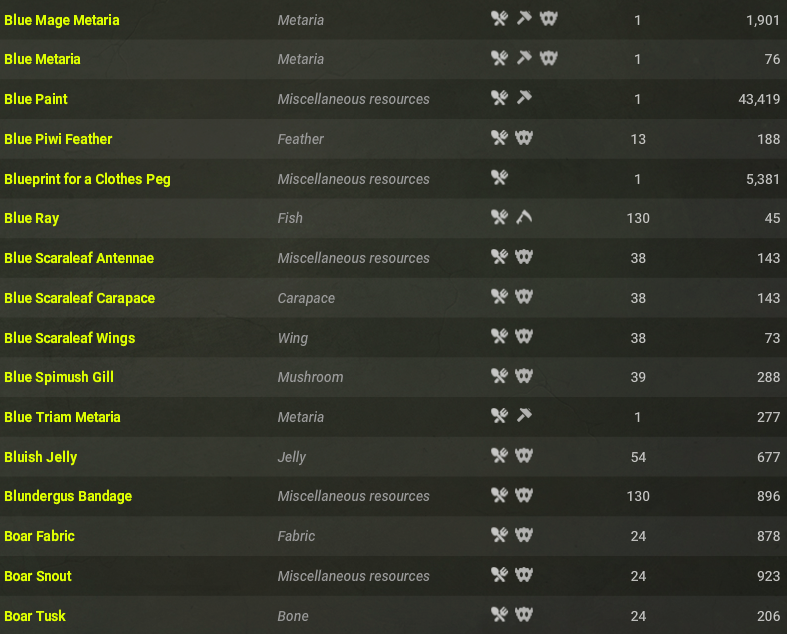 Blue Mage Metaria Metaria 1 1,901
Blue Metaria Metaria 1 76
Blue Paint Miscellaneous resources 1 43,419
Blue Piwi Feather Feather 13 188
Blueprint for a Clothes Peg Miscellaneous resources 1 5,381
Blue Ray Fish 130 45
Blue Scaraleaf Antennae Miscellaneous resources 38 143
Blue Scaraleaf Carapace Carapace 38 143
Blue Scaraleaf Wings Wing 38 73
Blue Spimush Gill Mushroom 39 288
Blue Triam Metaria Metaria 1 277
Bluish Jelly Jelly 54 677
Blundergus Bandage Miscellaneous resources 130 896
Boar Fabric Fabric 24 878
Boar Snout Miscellaneous resources 24 923
Boar Tusk Bone 24 206